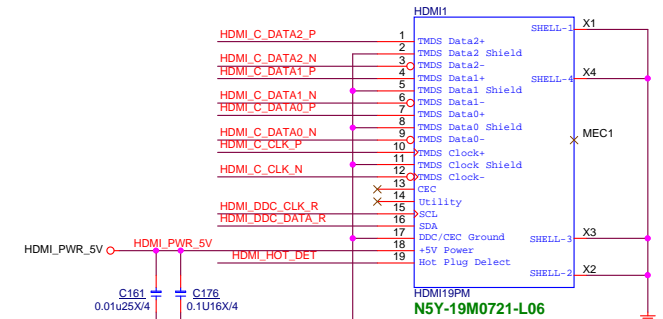 HDMI1
SHELL-1 X1
HDMI_C_DATA2_P 1 TMDS Data2+
2 TMDS Data2 Shield
HDMI_C_DATA2_N 3 TMDS Data2-
HDMI_C_DATA1_P 4 TMDS Data1+ SHELL-4 X4
5 TMDS Data1 Shield
HDMI_C_DATA1_N 6 TMDS Data1-
HDMI_C_DATA0_P 7 TMDS Data0+
8 TMDS Data0 Shield
HDMI_C_DATA0_N 9 TMDS Data0- MEC1
HDMI_C_CLK_P 10 TMDS Clock+
11 TMDS Clock Shield
HDMI_C_CLK_N 12 TMDS Clock-
13 CEC
14 Utility
HDMI_DDC_CLK_R 15 SCL
HDMI_DDC_DATA_R 16 SDA
17 DDC/CEC Ground SHELL-3 X3
HDMI_PWR_5V HDMI_PWR_5V 18 +5V Power
HDMI_HOT_DET 19 Hot Plug Delect
SHELL-2 X2
C161 C176 HDMI19PM
0.01u25X/4 0.1U16X/4 N5Y-19M0721-L06